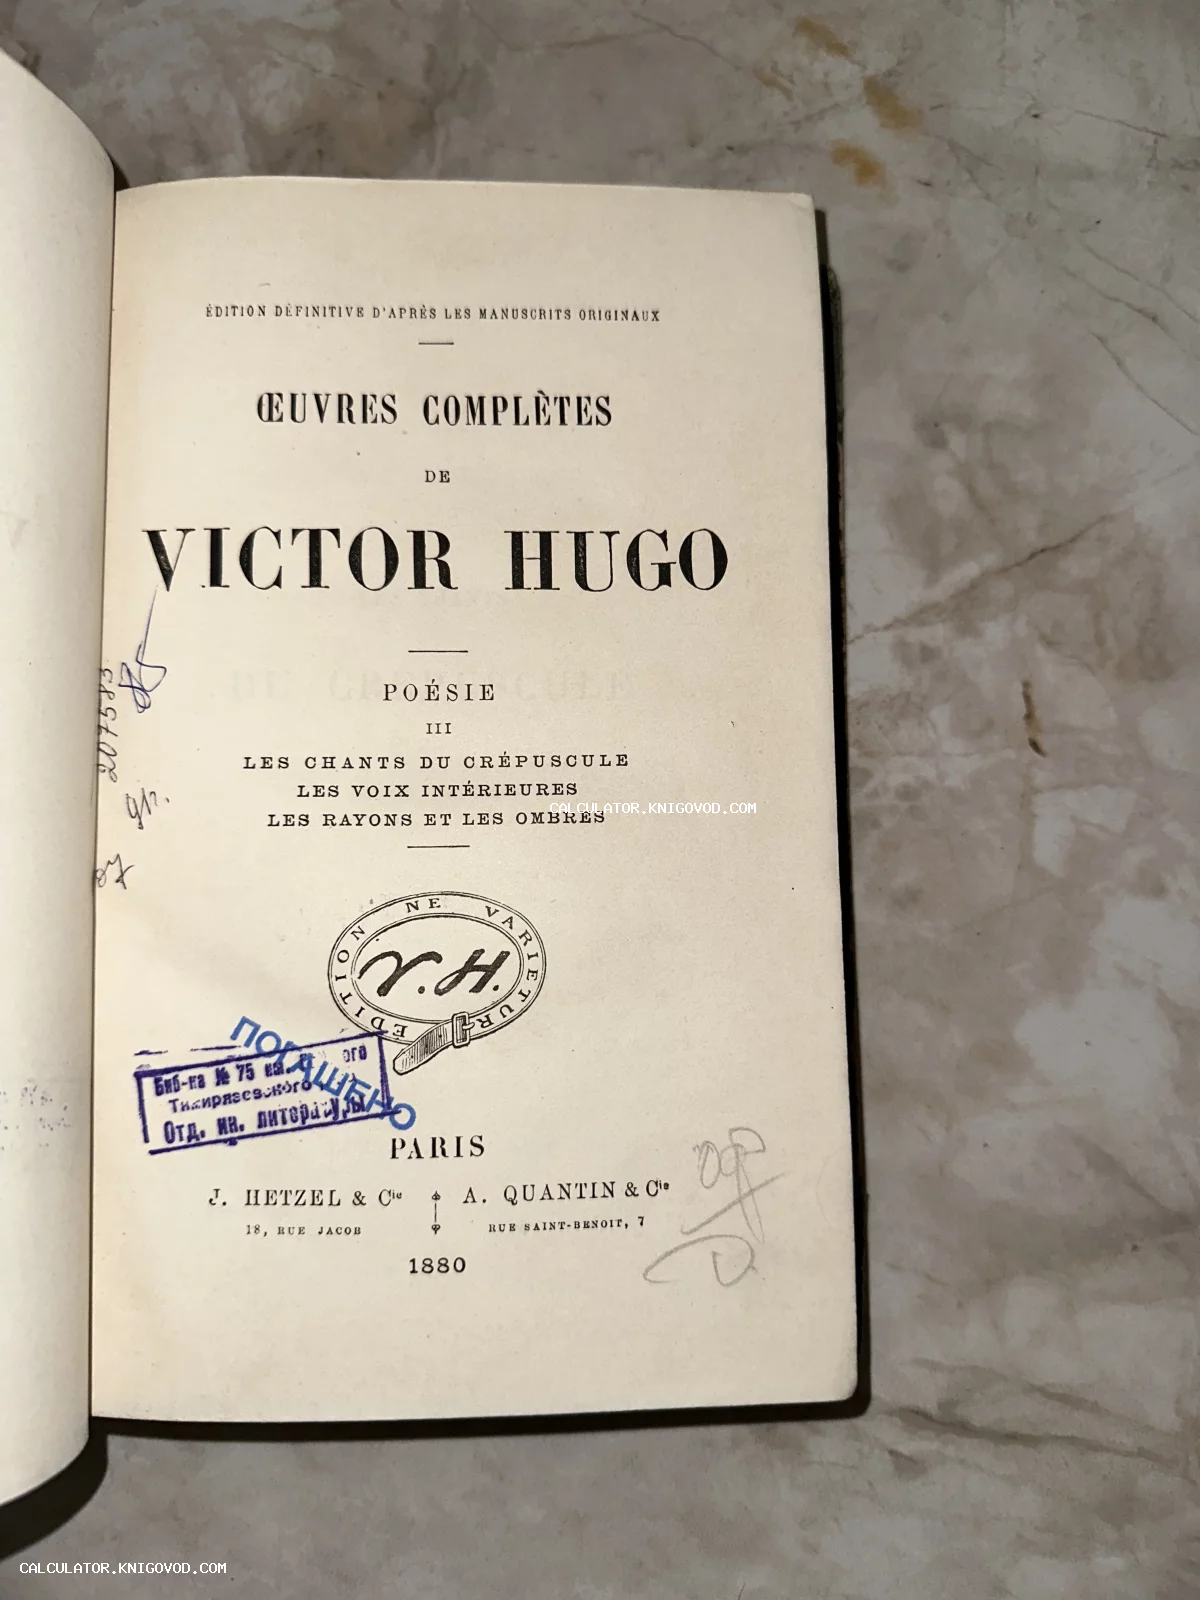 ÉDITION DÉFINITIVE D'APRÈS LES MANUSCRITS ORIGINAUX
ŒUVRES COMPLÈTES
DE
VICTOR HUGO
POÉSIE
III
LES CHANTS DU CRÉPUSCULE
LES VOIX INTÉRIEURES
LES RAYONS ET LES OMBRES
CALCULATOR.KNIGOVOD.COM
207583
EDITION NE VARIETUR
V.H.
ПОГАШЕНО
Биб-ка № 75
Тимирязевского
Отд. ин. литературы
PARIS
J. HETZEL & Cie
18, RUE JACOB
A. QUANTIN & Cie
RUE SAINT-BENOIT, 7
1880
CALCULATOR.KNIGOVOD.COM